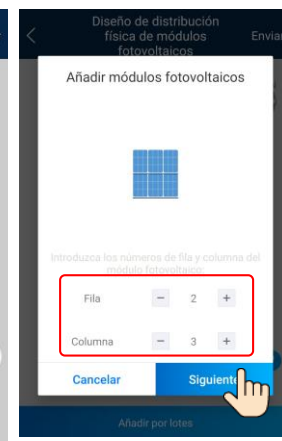 Diseño de distribución
física de módulos
fotovoltaicos
Enviar
Añadir módulos fotovoltaicos
Introduzca los números de fila y columna del
módulo fotovoltaico:
Fila - 2 +
Columna - 3 +
Cancelar
Siguiente
Añadir por lotes